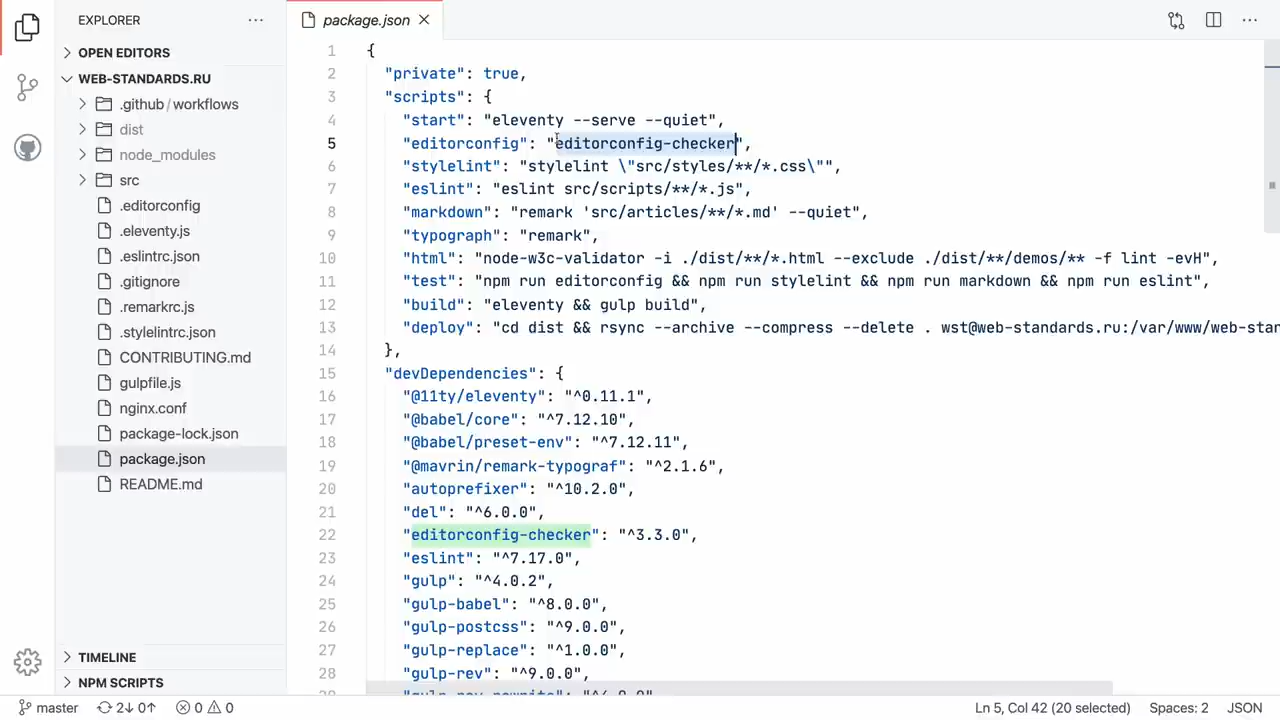 EXPLORER
package.json
OPEN EDITORS
WEB-STANDARDS.RU
.github/workflows
dist
node_modules
src
.editorconfig
.eleventy.js
.eslintrc.json
.gitignore
.remarkrc.js
.stylelintrc.json
CONTRIBUTING.md
gulpfile.js
nginx.conf
package-lock.json
package.json
README.md
TIMELINE
NPM SCRIPTS
1 {
2 "private": true,
3 "scripts": {
4 "start": "eleventy --serve --quiet",
5 "editorconfig": "editorconfig-checker",
6 "stylelint": "stylelint \"src/styles/**/*.css\"",
7 "eslint": "eslint src/scripts/**/*.js",
8 "markdown": "remark 'src/articles/**/*.md' --quiet",
9 "typograph": "remark",
10 "html": "node-w3c-validator -i ./dist/**/*.html --exclude ./dist/**/demos/** -f lint -evH",
11 "test": "npm run editorconfig && npm run stylelint && npm run markdown && npm run eslint",
12 "build": "eleventy && gulp build",
13 "deploy": "cd dist && rsync --archive --compress --delete . wst@web-standards.ru:/var/www/web-stan
14 },
15 "devDependencies": {
16 "@11ty/eleventy": "^0.11.1",
17 "@babel/core": "^7.12.10",
18 "@babel/preset-env": "^7.12.11",
19 "@mavrin/remark-typograf": "^2.1.6",
20 "autoprefixer": "^10.2.0",
21 "del": "^6.0.0",
22 "editorconfig-checker": "^3.3.0",
23 "eslint": "^7.17.0",
24 "gulp": "^4.0.2",
25 "gulp-babel": "^8.0.0",
26 "gulp-postcss": "^9.0.0",
27 "gulp-replace": "^1.0.0",
28 "gulp-rev": "^9.0.0",
master 2↓ 0↑ 0 0
Ln 5, Col 42 (20 selected) Spaces: 2 JSON